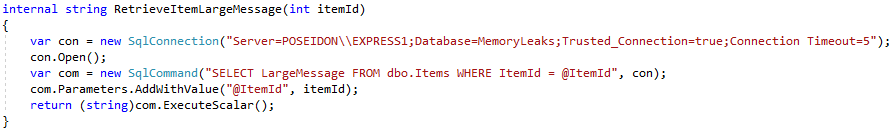 internal string RetrieveItemLargeMessage(int itemId)
{
var con = new SqlConnection("Server=POSEIDON\\EXPRESS1;Database=MemoryLeaks;Trusted_Connection=true;Connection Timeout=5");
con.Open();
var com = new SqlCommand("SELECT LargeMessage FROM dbo.Items WHERE ItemId = @ItemId", con);
com.Parameters.AddWithValue("@ItemId", itemId);
return (string)com.ExecuteScalar();
}